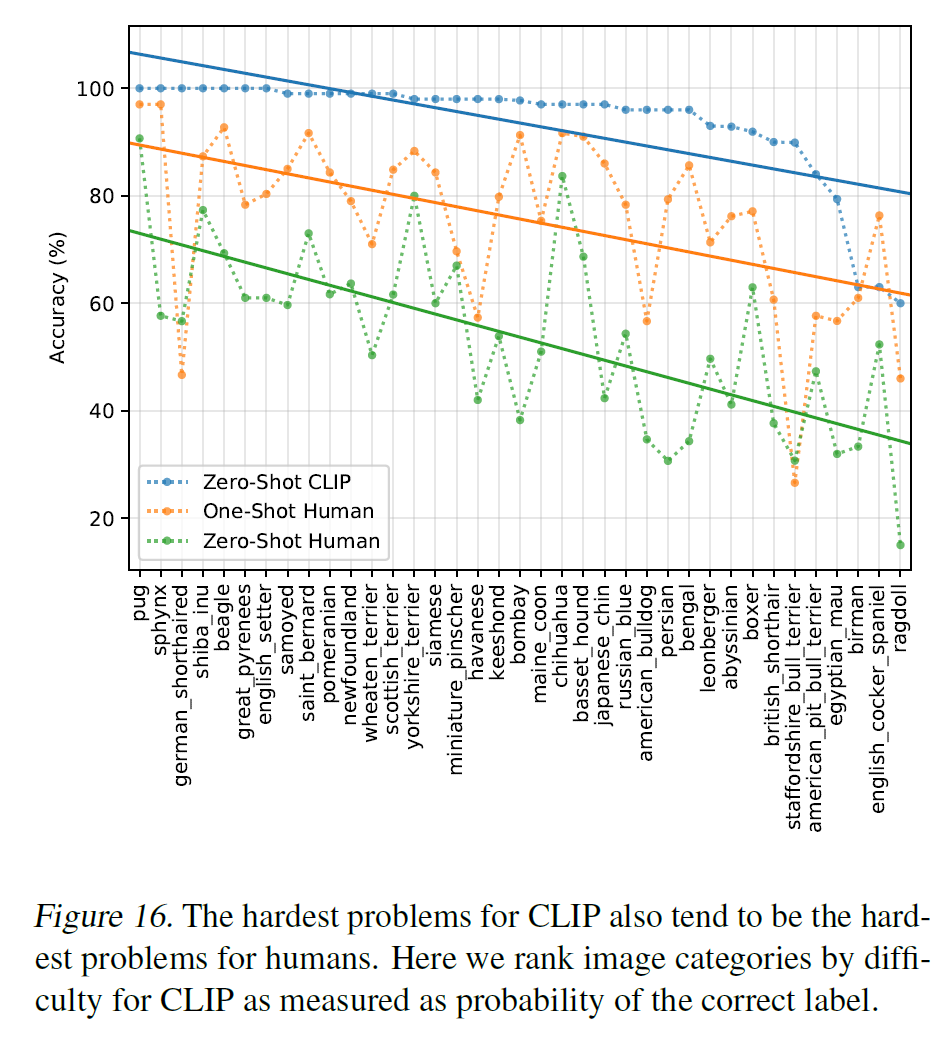 100
80
60
40
20
Accuracy (%)
Zero-Shot CLIP
One-Shot Human
Zero-Shot Human
pug
sphynx
german_shorthaired
shiba_inu
beagle
great_pyrenees
english_setter
samoyed
saint_bernard
pomeranian
newfoundland
wheaten_terrier
scottish_terrier
yorkshire_terrier
siamese
miniature_pinscher
havanese
keeshond
bombay
maine_coon
chihuahua
basset_hound
japanese_chin
russian_blue
american_bulldog
persian
bengal
leonberger
abyssinian
boxer
british_shorthair
staffordshire_bull_terrier
american_pit_bull_terrier
egyptian_mau
birman
english_cocker_spaniel
ragdoll
Figure 16. The hardest problems for CLIP also tend to be the hard-
est problems for humans. Here we rank image categories by diffi-
culty for CLIP as measured as probability of the correct label.